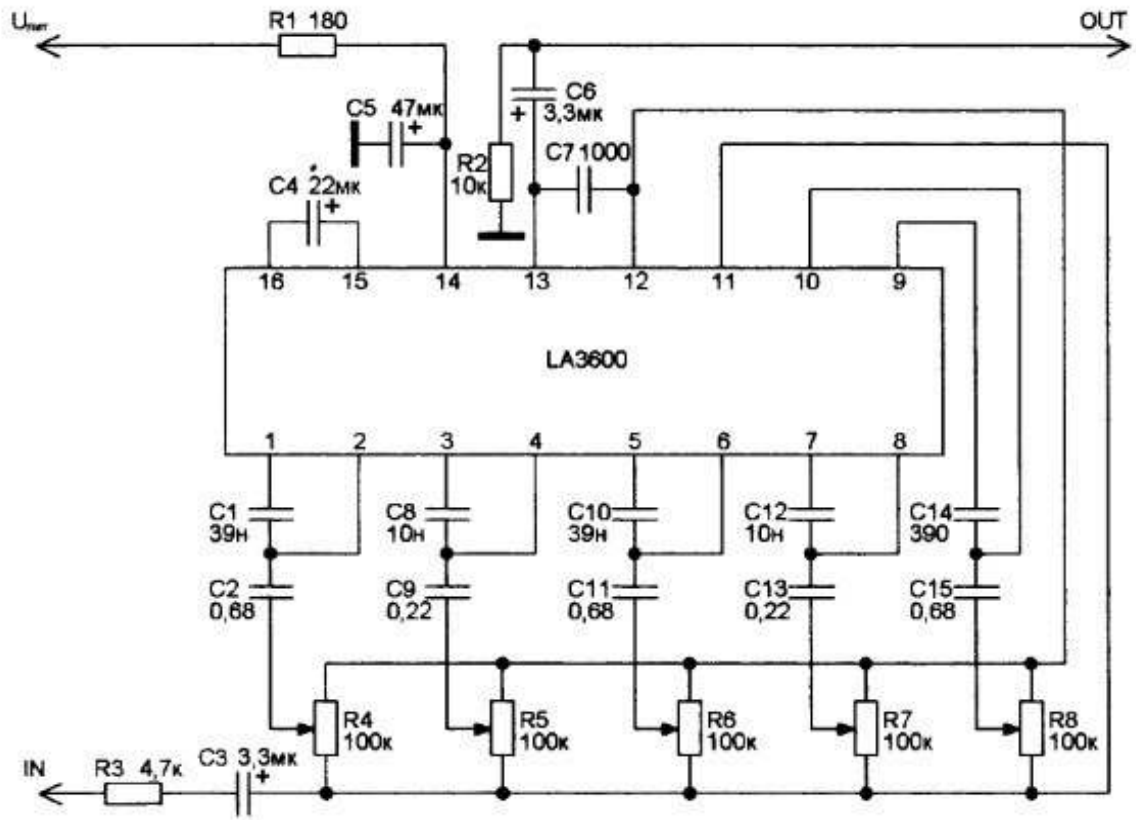 Uпит
R1 180
OUT
C5 47мк
+
C6
3,3мк
+
C4 22мк
+
R2
10к
C7 1000
16 15 14 13 12 11 10 9
LA3600
1 2 3 4 5 6 7 8
C1
39н
C8
10н
C10
39н
C12
10н
C14
390
C2
0,68
C9
0,22
C11
0,68
C13
0,22
C15
0,68
R4
100к
R5
100к
R6
100к
R7
100к
R8
100к
IN
R3 4,7к
C3 3,3мк
+